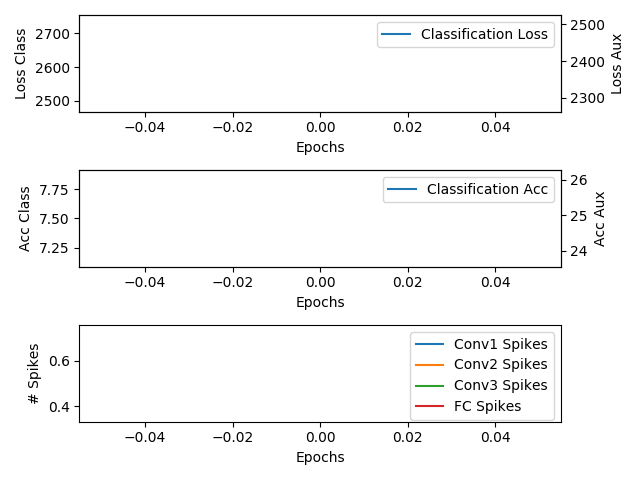 2700
2600
2500
Loss Class
Classification Loss
2500
2400
2300
Loss Aux
−0.04 −0.02 0.00 0.02 0.04
Epochs
7.75
7.50
7.25
Acc Class
Classification Acc
26
25
24
Acc Aux
−0.04 −0.02 0.00 0.02 0.04
Epochs
0.6
0.4
# Spikes
Conv1 Spikes
Conv2 Spikes
Conv3 Spikes
FC Spikes
−0.04 −0.02 0.00 0.02 0.04
Epochs